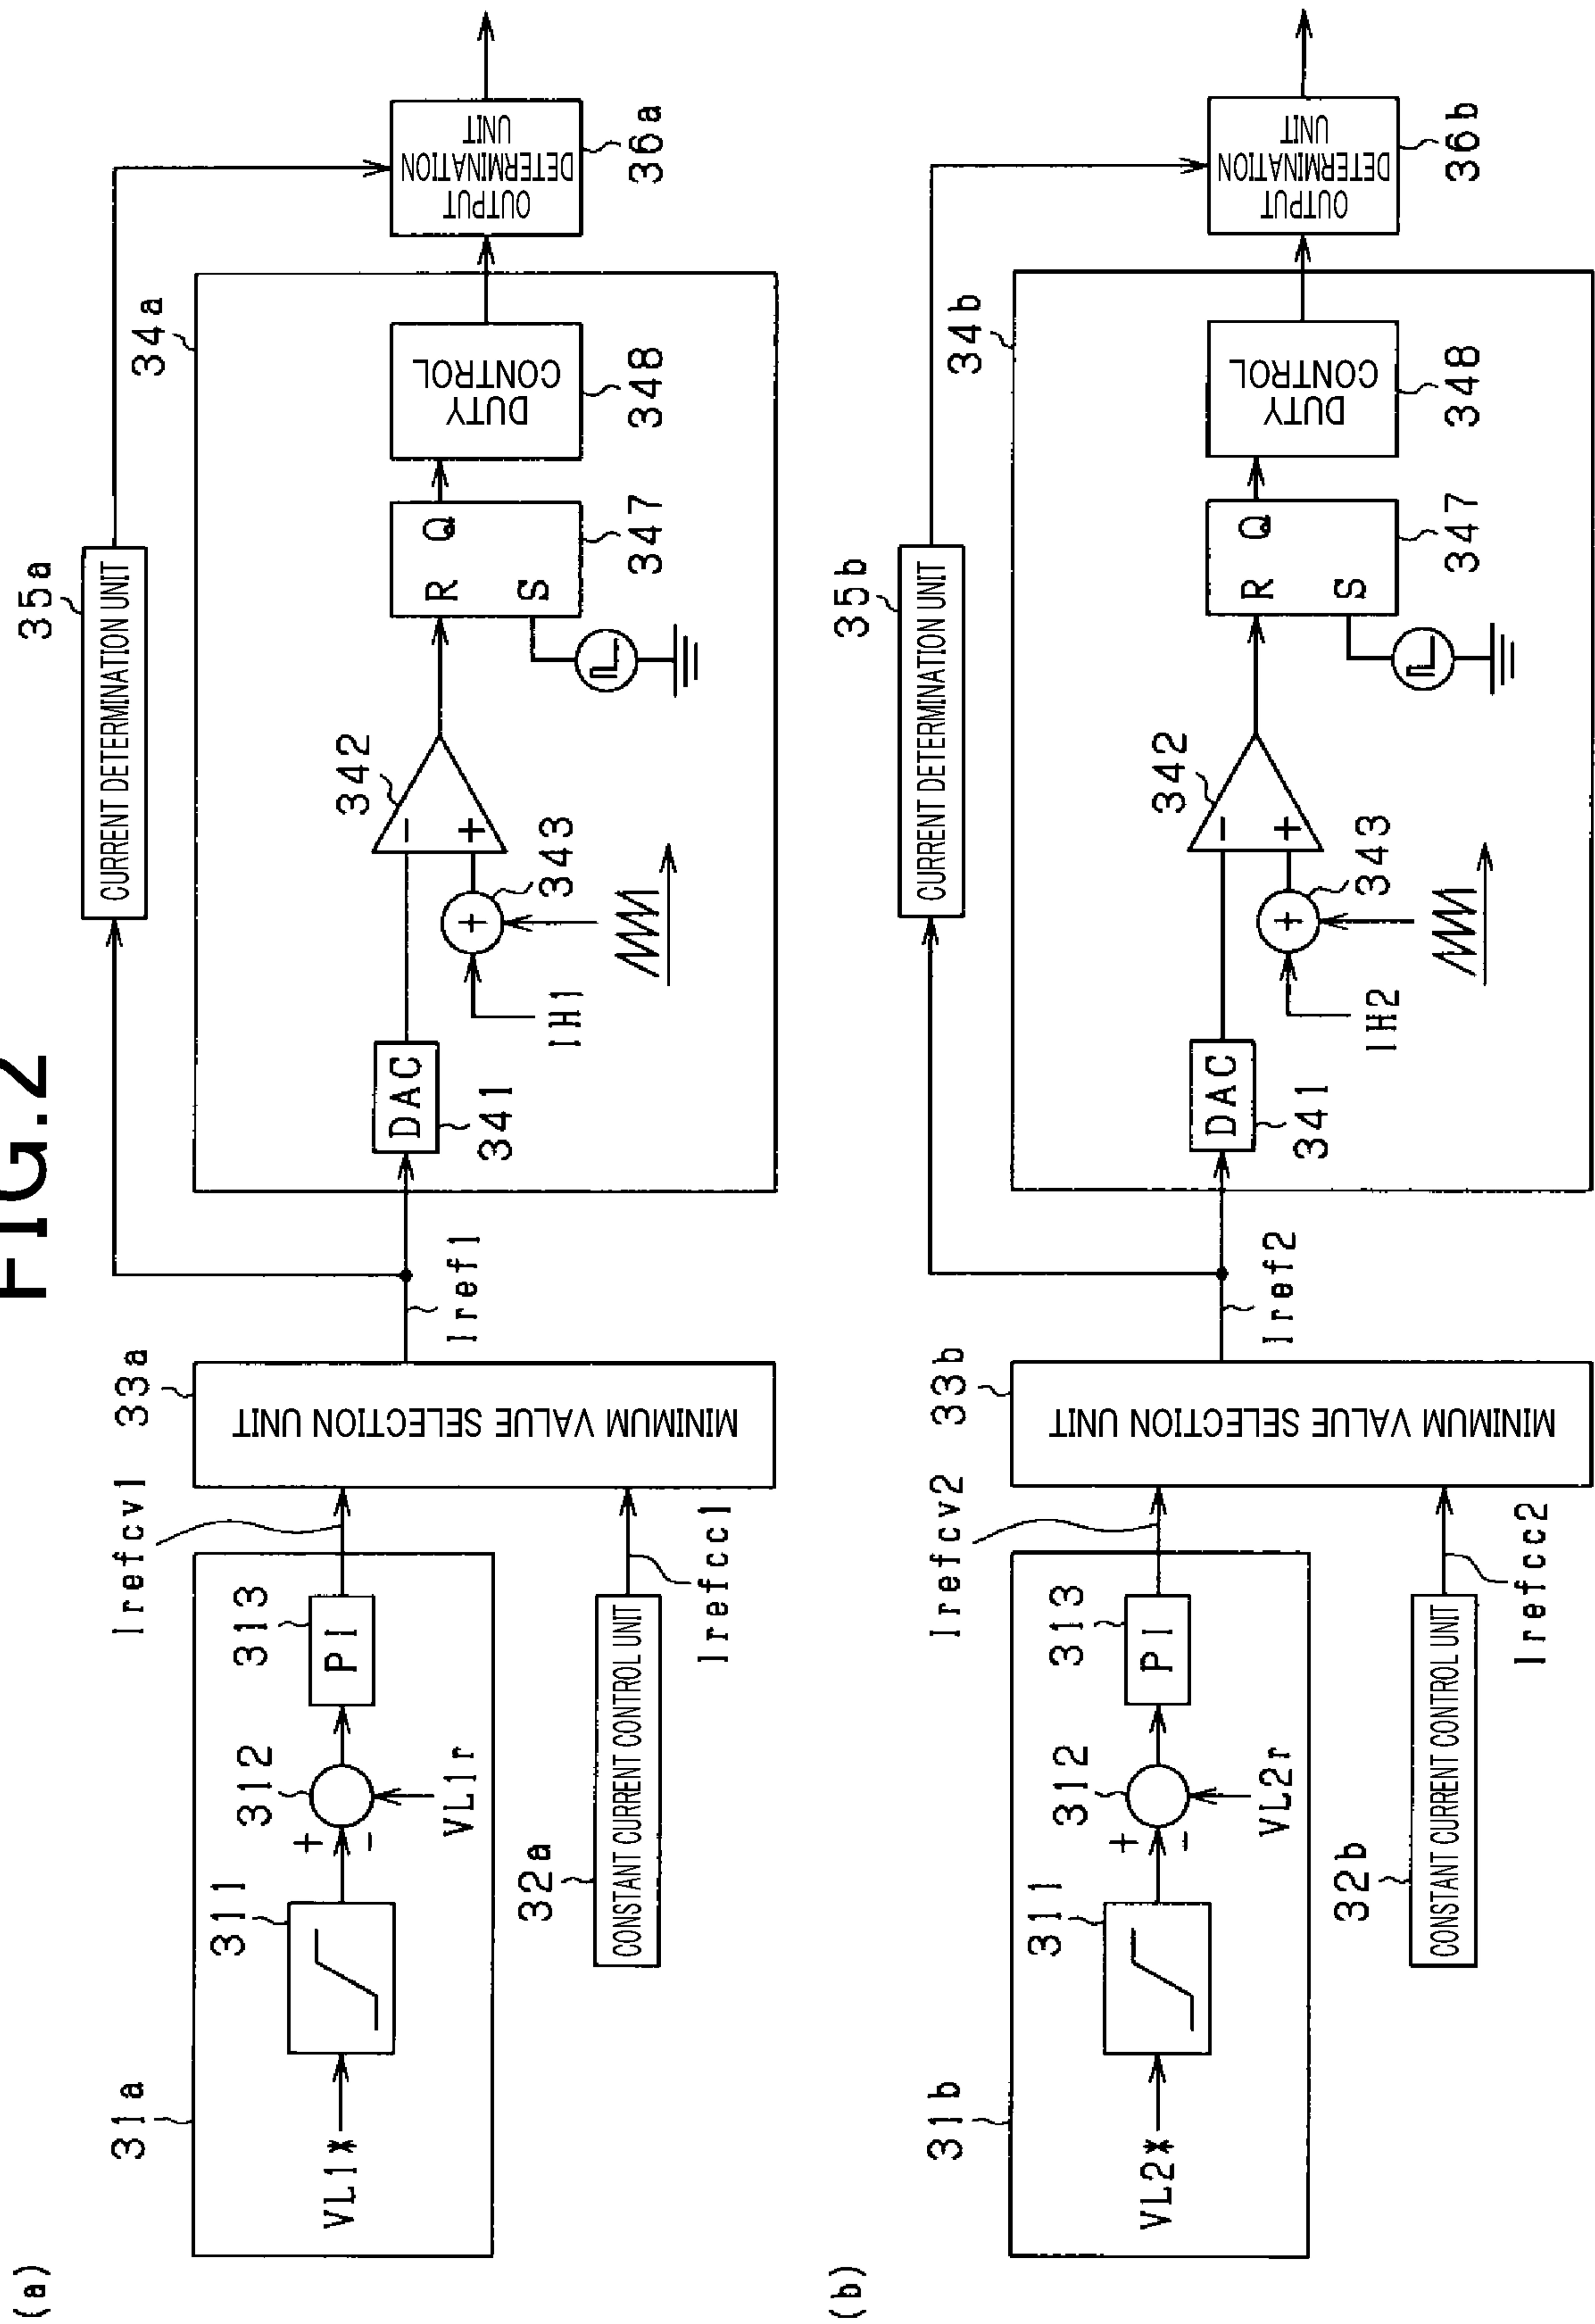 FIG.2
(a)
31a
VL1*
311
+
-
312
VL1r
313
PI
Irefcv1
32a
CONSTANT CURRENT CONTROL UNIT
Irefcc1
33a
MINIMUM VALUE SELECTION UNIT
Iref1
35a
CURRENT DETERMINATION UNIT
34a
DAC
341
IH1
+
343
-
+
342
R
Q
S
347
DUTY
CONTROL
348
OUTPUT
DETERMINATION
UNIT
36a
(b)
31b
VL2*
311
+
-
312
VL2r
313
PI
Irefcv2
32b
CONSTANT CURRENT CONTROL UNIT
Irefcc2
33b
MINIMUM VALUE SELECTION UNIT
Iref2
35b
CURRENT DETERMINATION UNIT
34b
DAC
341
IH2
+
343
-
+
342
R
Q
S
347
DUTY
CONTROL
348
OUTPUT
DETERMINATION
UNIT
36b